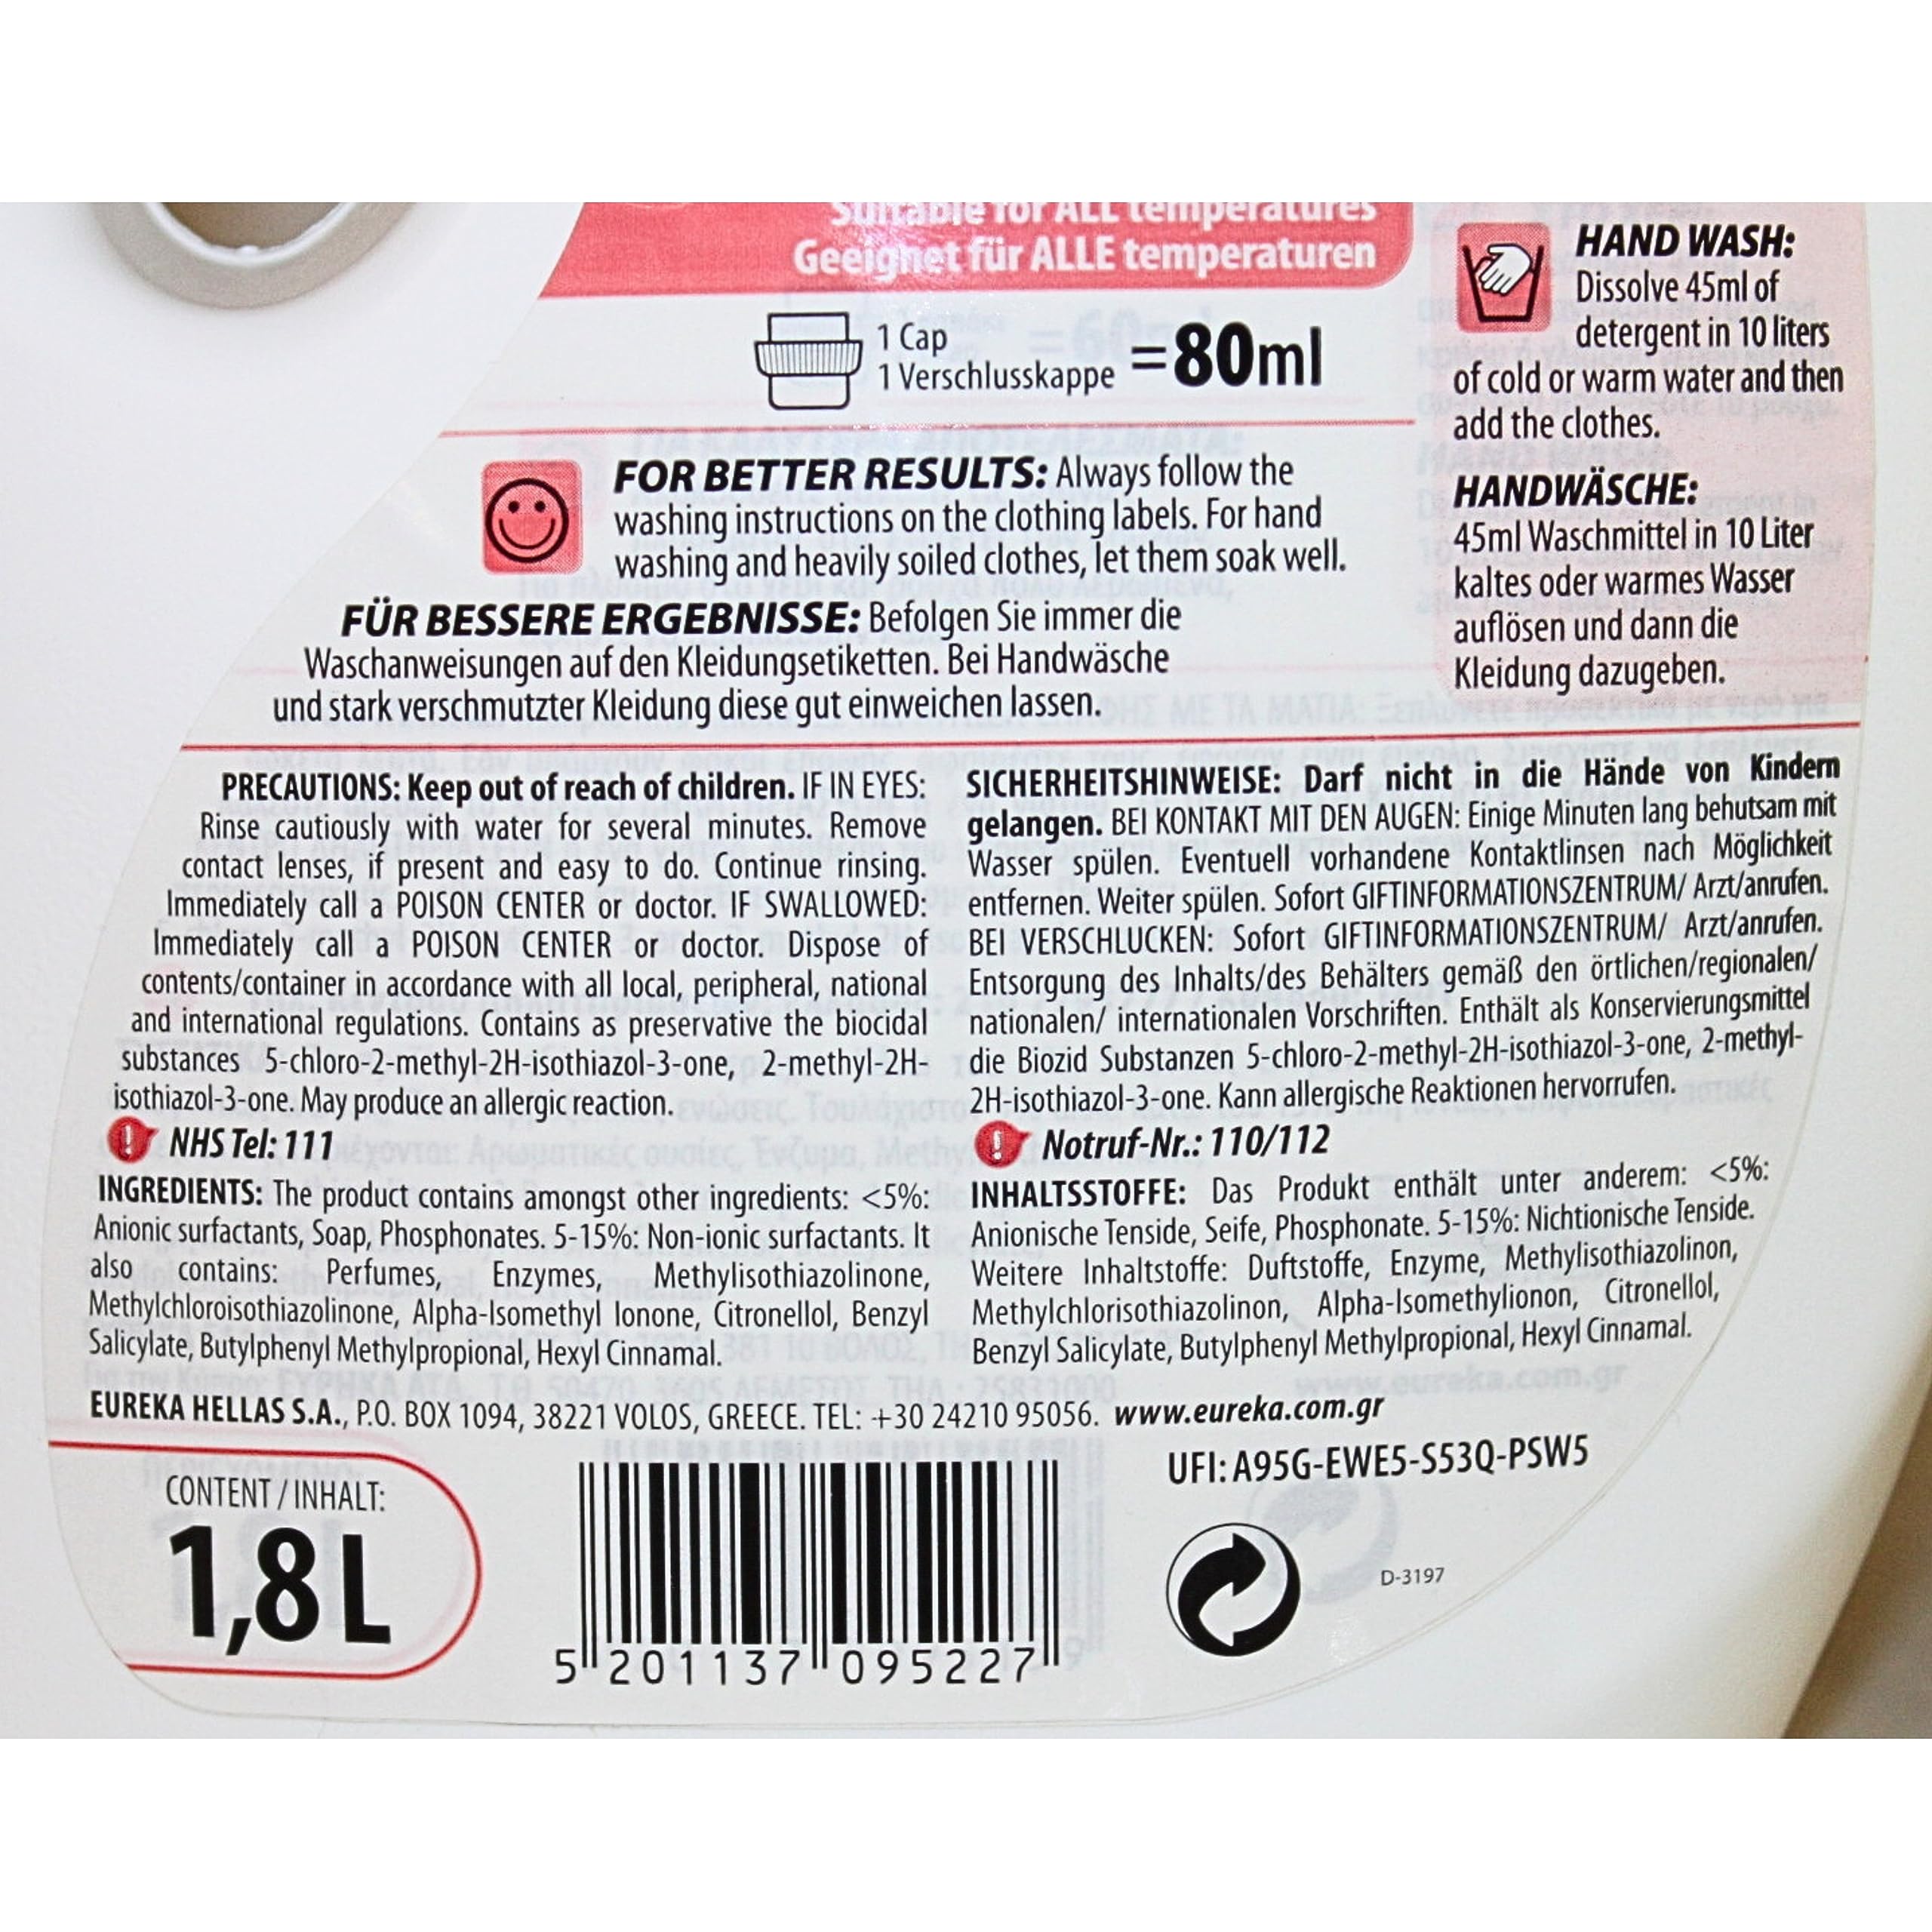 Suitable for ALL temperatures
Geeignet für ALLE temperaturen
1 Cap
1 Verschlusskappe
=80ml
HAND WASH:
Dissolve 45ml of
detergent in 10 liters
of cold or warm water and then
add the clothes.
HANDWÄSCHE:
45ml Waschmittel in 10 Liter
kaltes oder warmes Wasser
auflösen und dann die
Kleidung dazugeben.
FOR BETTER RESULTS: Always follow the
washing instructions on the clothing labels. For hand
washing and heavily soiled clothes, let them soak well.
FÜR BESSERE ERGEBNISSE: Befolgen Sie immer die
Waschanweisungen auf den Kleidungsetiketten. Bei Handwäsche
und stark verschmutzter Kleidung diese gut einweichen lassen.
PRECAUTIONS: Keep out of reach of children. IF IN EYES:
Rinse cautiously with water for several minutes. Remove
contact lenses, if present and easy to do. Continue rinsing.
Immediately call a POISON CENTER or doctor. IF SWALLOWED:
Immediately call a POISON CENTER or doctor. Dispose of
contents/container in accordance with all local, peripheral, national
and international regulations. Contains as preservative the biocidal
substances 5-chloro-2-methyl-2H-isothiazol-3-one, 2-methyl-2H-
isothiazol-3-one. May produce an allergic reaction.
NHS Tel: 111
INGREDIENTS: The product contains amongst other ingredients: <5%:
Anionic surfactants, Soap, Phosphonates. 5-15%: Non-ionic surfactants. It
also contains: Perfumes, Enzymes, Methylisothiazolinone,
Methylchloroisothiazolinone, Alpha-Isomethyl Ionone, Citronellol, Benzyl
Salicylate, Butylphenyl Methylpropional, Hexyl Cinnamal.
SICHERHEITSHINWEISE: Darf nicht in die Hände von Kindern
gelangen. BEI KONTAKT MIT DEN AUGEN: Einige Minuten lang behutsam mit
Wasser spülen. Eventuell vorhandene Kontaktlinsen nach Möglichkeit
entfernen. Weiter spülen. Sofort GIFTINFORMATIONSZENTRUM/ Arzt/anrufen.
BEI VERSCHLUCKEN: Sofort GIFTINFORMATIONSZENTRUM/ Arzt/anrufen.
Entsorgung des Inhalts/des Behälters gemäß den örtlichen/regionalen/
nationalen/ internationalen Vorschriften. Enthält als Konservierungsmittel
die Biozid Substanzen 5-chloro-2-methyl-2H-isothiazol-3-one, 2-methyl-
2H-isothiazol-3-one. Kann allergische Reaktionen hervorrufen.
Notruf-Nr.: 110/112
INHALTSSTOFFE: Das Produkt enthält unter anderem: <5%:
Anionische Tenside, Seife, Phosphonate. 5-15%: Nichtionische Tenside.
Weitere Inhaltstoffe: Duftstoffe, Enzyme, Methylisothiazolinon,
Methylchlorisothiazolinon, Alpha-Isomethylionon, Citronellol,
Benzyl Salicylate, Butylphenyl Methylpropional, Hexyl Cinnamal.
EUREKA HELLAS S.A., P.O. BOX 1094, 38221 VOLOS, GREECE. TEL: +30 24210 95056. www.eureka.com.gr
CONTENT / INHALT:
1,8 L
5 201137 095227
UFI: A95G-EWE5-S53Q-PSW5
D-3197